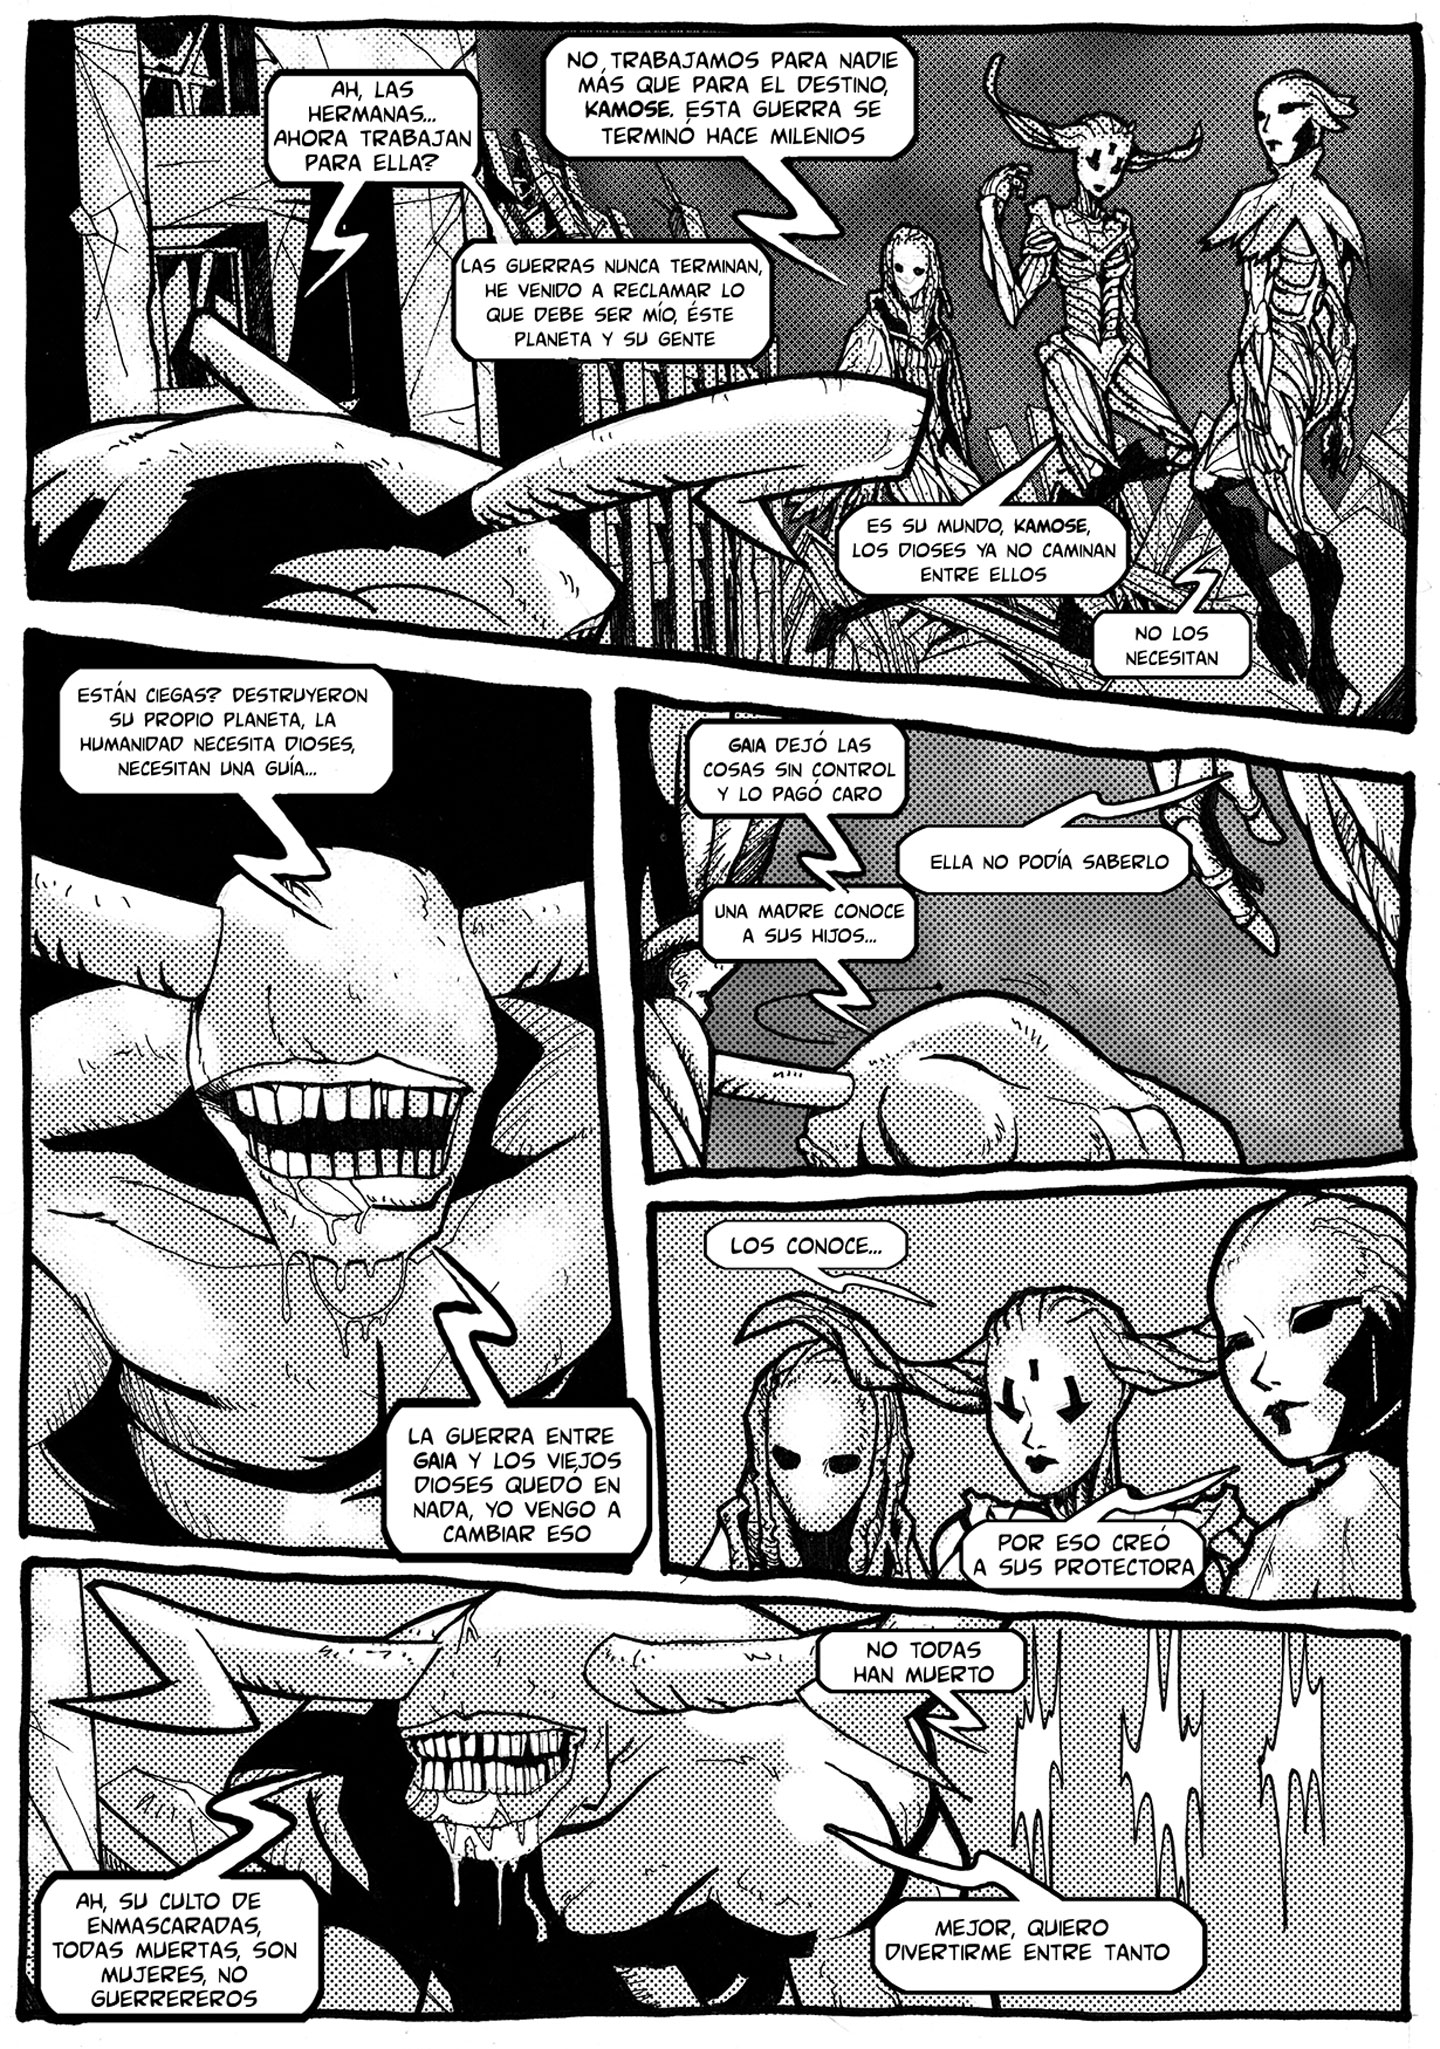 AH, LAS
HERMANAS...
AHORA TRABAJAN
PARA ELLA?
NO, TRABAJAMOS PARA NADIE
MÁS QUE PARA EL DESTINO,
KAMOSE. ESTA GUERRA SE
TERMINÓ HACE MILENIOS
LAS GUERRAS NUNCA TERMINAN,
HE VENIDO A RECLAMAR LO
QUE DEBE SER MÍO, ÉSTE
PLANETA Y SU GENTE
ES SU MUNDO, KAMOSE,
LOS DIOSES YA NO CAMINAN
ENTRE ELLOS
NO LOS
NECESITAN
ESTÁN CIEGAS? DESTRUYERON
SU PROPIO PLANETA, LA
HUMANIDAD NECESITA DIOSES,
NECESITAN UNA GUÍA...
LA GUERRA ENTRE
GAIA Y LOS VIEJOS
DIOSES QUEDÓ EN
NADA, YO VENGO A
CAMBIAR ESO
GAIA DEJÓ LAS
COSAS SIN CONTROL
Y LO PAGÓ CARO
ELLA NO PODÍA SABERLO
UNA MADRE CONOCE
A SUS HIJOS...
LOS CONOCE...
POR ESO CREÓ
A SUS PROTECTORA
AH, SU CULTO DE
ENMASCARADAS,
TODAS MUERTAS, SON
MUJERES, NO
GUERREREROS
NO TODAS
HAN MUERTO
MEJOR, QUIERO
DIVERTIRME ENTRE TANTO